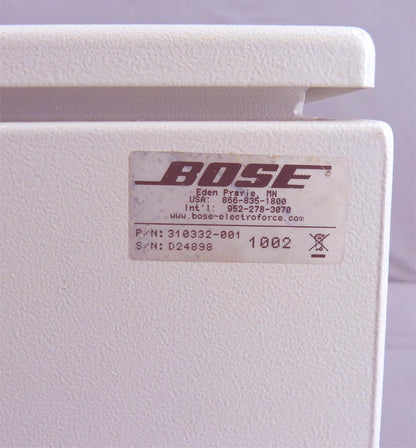 BOSE®
Eden Prarie, MN
USA: 866-835-1800
Int'l: 952-278-3070
www.bose-electroforce.com
P/N: 310332-001
S/N: D24898 1002